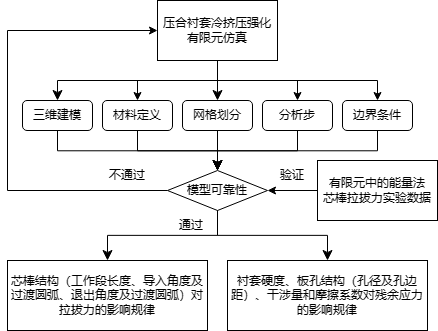 压合衬套冷挤压强化
有限元仿真
三维建模
材料定义
网格划分
分析步
边界条件
不通过
验证
模型可靠性
有限元中的能量法
芯棒拉拔力实验数据
通过
芯棒结构（工作段长度、导入角度及
过渡圆弧、退出角度及过渡圆弧）对
拉拔力的影响规律
衬套硬度、板孔结构（孔径及孔边
距）、干涉量和摩擦系数对残余应力
的影响规律